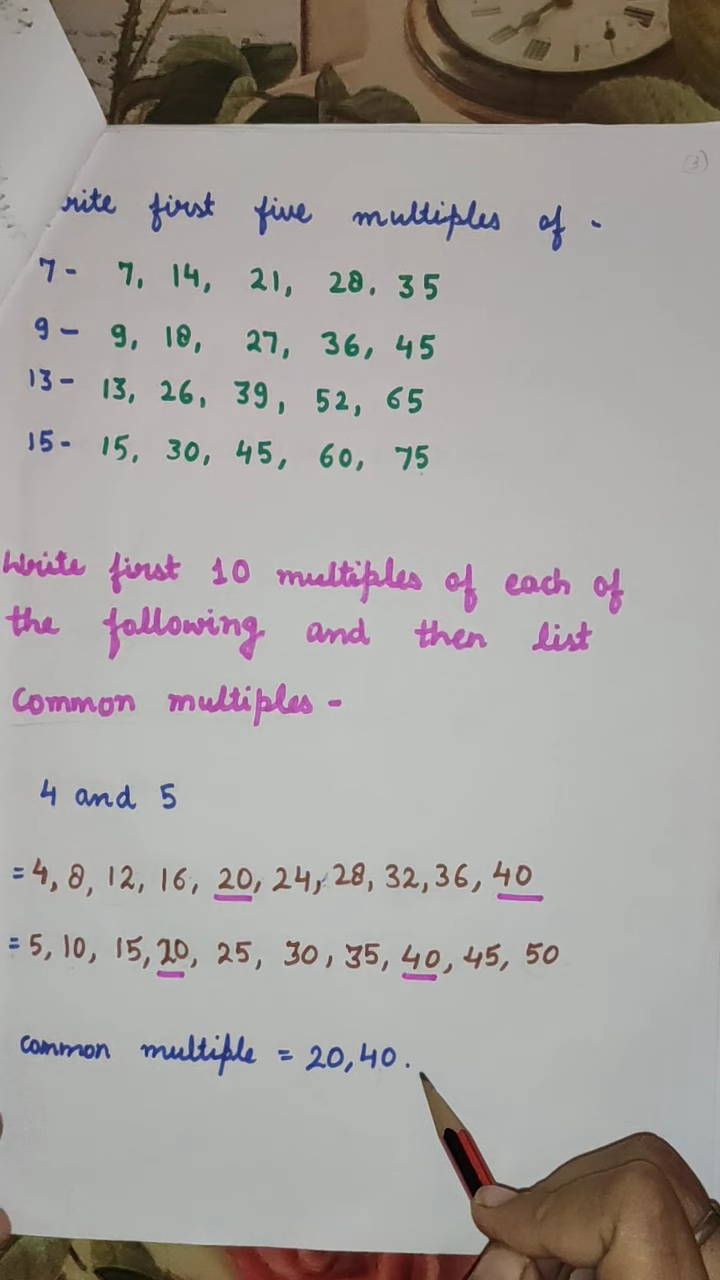 rite first five multiples of -
7 - 7, 14, 21, 28. 35
9 - 9, 18, 27, 36, 45
13 - 13, 26, 39, 52, 65
15 - 15, 30, 45, 60, 75
Write first 10 multiples of each of
the following and then list
common multiples -
4 and 5
= 4, 8, 12, 16, 20, 24, 28, 32, 36, 40
= 5, 10, 15, 20, 25, 30, 35, 40, 45, 50
common multiple = 20, 40.